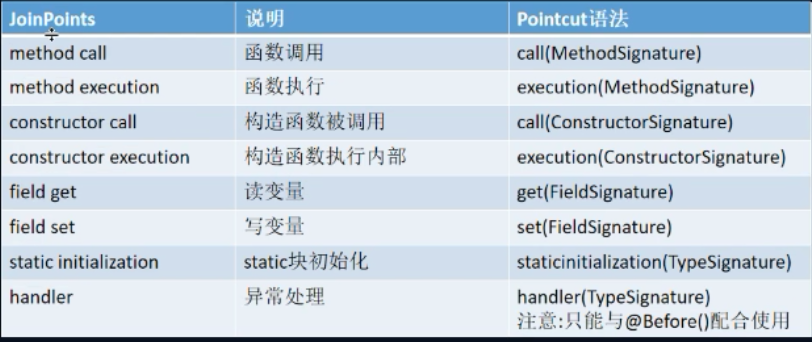 JoinPoints 说明 Pointcut语法
method call 函数调用 call(MethodSignature)
method execution 函数执行 execution(MethodSignature)
constructor call 构造函数被调用 call(ConstructorSignature)
constructor execution 构造函数执行内部 execution(ConstructorSignature)
field get 读变量 get(FieldSignature)
field set 写变量 set(FieldSignature)
static initialization static块初始化 staticinitialization(TypeSignature)
handler 异常处理 handler(TypeSignature)
注意:只能与@Before()配合使用